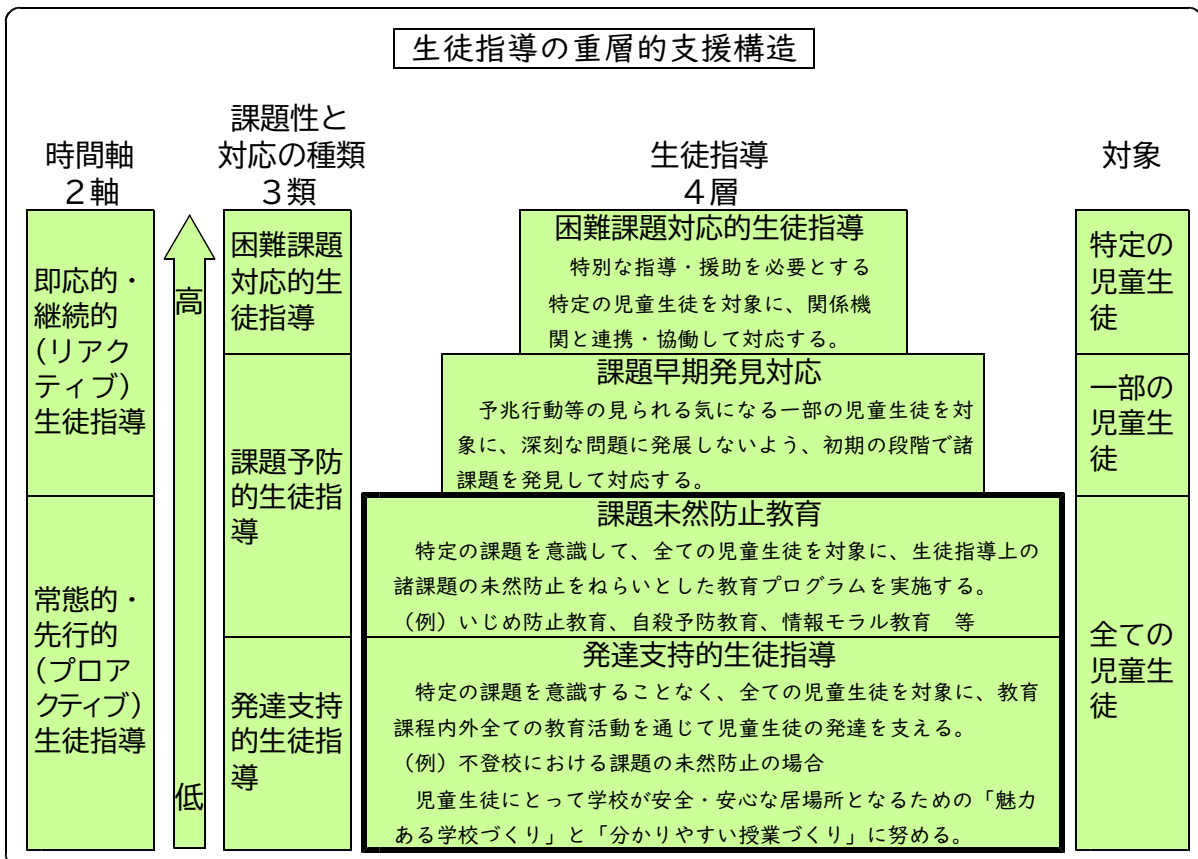 生徒指導の重層的支援構造
時間軸
2軸
課題性と
対応の種類
3類
生徒指導
4層
対象
即応的・
継続的
(リアク
ティブ)
生徒指導
常態的・
先行的
(プロア
クティブ)
生徒指導
高
低
困難課題
対応的生
徒指導
課題予防
的生徒指
導
発達支持
的生徒指
導
困難課題対応的生徒指導
特別な指導・援助を必要とする
特定の児童生徒を対象に、関係機
関と連携・協働して対応する。
課題早期発見対応
予兆行動等の見られる気になる一部の児童生徒を対
象に、深刻な問題に発展しないよう、初期の段階で諸
課題を発見して対応する。
課題未然防止教育
特定の課題を意識して、全ての児童生徒を対象に、生徒指導上の
諸課題の未然防止をねらいとした教育プログラムを実施する。
(例)いじめ防止教育、自殺予防教育、情報モラル教育 等
発達支持的生徒指導
特定の課題を意識することなく、全ての児童生徒を対象に、教育
課程内外全ての教育活動を通じて児童生徒の発達を支える。
(例)不登校における課題の未然防止の場合
児童生徒にとって学校が安全・安心な居場所となるための「魅力
ある学校づくり」と「分かりやすい授業づくり」に努める。
特定の
児童生
徒
一部の
児童生
徒
全ての
児童生
徒